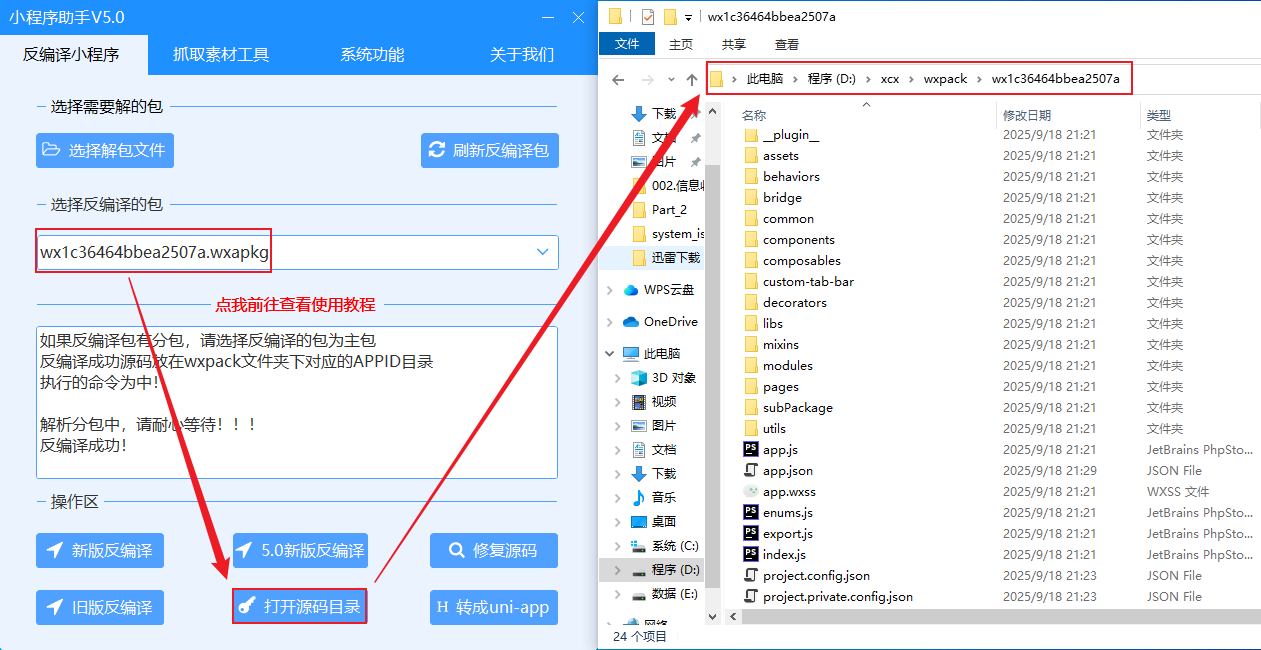 小程序助手V5.0
反编译小程序
抓取素材工具
系统功能
关于我们
选择需要解的包
选择解包文件
刷新反编译包
选择反编译的包
wx1c36464bbea2507a.wxapkg
点我前往查看使用教程
如果反编译包有分包，请选择反编译的包为主包
反编译成功源码放在wxpack文件夹下对应的APPID目录
执行的命令为中！
解析分包中，请耐心等待！！！
反编译成功！
操作区
新版反编译
5.0新版反编译
修复源码
旧版反编译
打开源码目录
H 转成uni-app
wx1c36464bbea2507a
文件
主页
共享
查看
此电脑 › 程序 (D:) › xcx › wxpack › wx1c36464bbea2507a
下载
文档
图片
002.信息
Part_2
system_is
迅雷下载
WPS云盘
OneDrive
此电脑
3D 对象
视频
图片
文档
下载
音乐
桌面
系统 (C:)
程序 (D:)
数据 (E:)
网络
名称 修改日期 类型
__plugin__ 2025/9/18 21:21 文件夹
assets 2025/9/18 21:21 文件夹
behaviors 2025/9/18 21:21 文件夹
bridge 2025/9/18 21:21 文件夹
common 2025/9/18 21:21 文件夹
components 2025/9/18 21:21 文件夹
composables 2025/9/18 21:21 文件夹
custom-tab-bar 2025/9/18 21:21 文件夹
decorators 2025/9/18 21:21 文件夹
libs 2025/9/18 21:21 文件夹
mixins 2025/9/18 21:21 文件夹
modules 2025/9/18 21:21 文件夹
pages 2025/9/18 21:21 文件夹
subPackage 2025/9/18 21:21 文件夹
utils 2025/9/18 21:21 文件夹
app.js 2025/9/18 21:21 JetBrains PhpSto...
app.json 2025/9/18 21:29 JSON File
app.wxss 2025/9/18 21:21 WXSS 文件
enums.js 2025/9/18 21:21 JetBrains PhpSto...
export.js 2025/9/18 21:21 JetBrains PhpSto...
index.js 2025/9/18 21:21 JetBrains PhpSto...
project.config.json 2025/9/18 21:23 JSON File
project.private.config.json 2025/9/18 21:23 JSON File
24 个项目